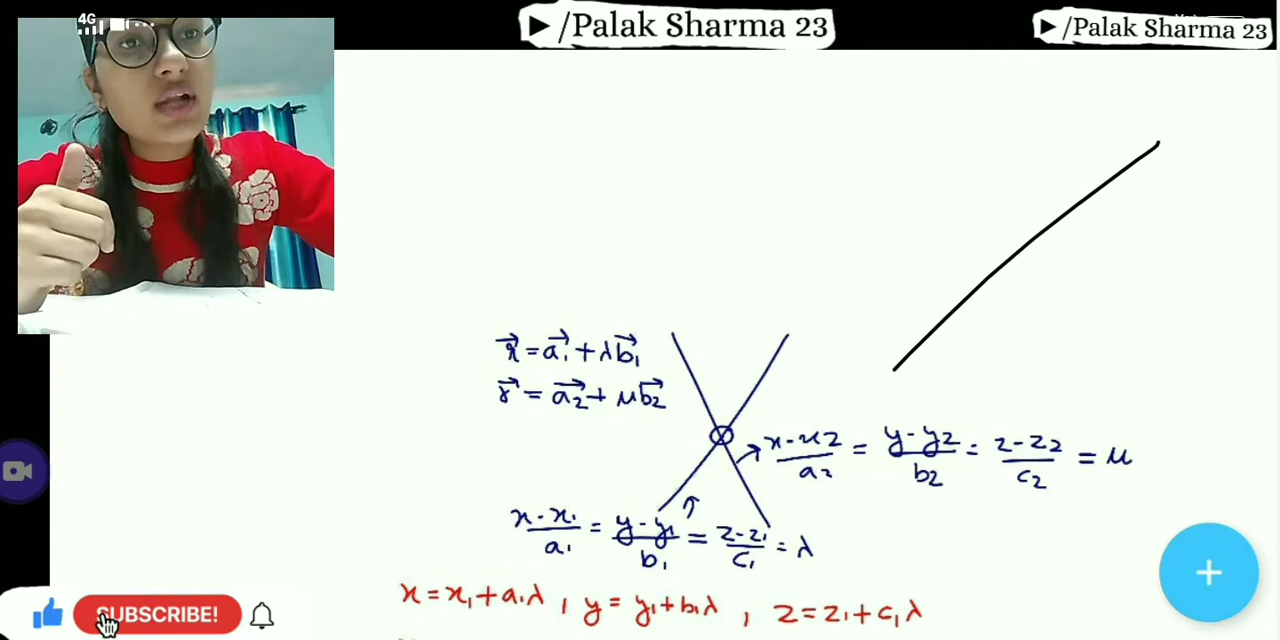 4G
/Palak Sharma 23
/Palak Sharma 23
r⃗ = a⃗₁ + λb⃗₁
r⃗ = a⃗₂ + μb⃗₂
x-x₂/a₂ = y-y₂/b₂ = z-z₂/c₂ = μ
x-x₁/a₁ = y-y₁/b₁ = z-z₁/c₁ = λ
x = x₁ + a₁λ , y = y₁ + b₁λ , z = z₁ + c₁λ
SUBSCRIBE!